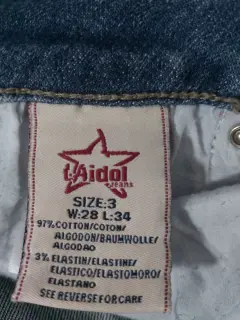 L'Aidol
Jeans
SIZE:3
W:28 L:34
97% COTTON/COTON/
ALGODON/BAUMWOLLE/
ALGODAO
3% ELASTIN/ELASTINE/
ELASTICO/ELASTOMORO/
ELASTANO
SEE REVERSE FOR CARE